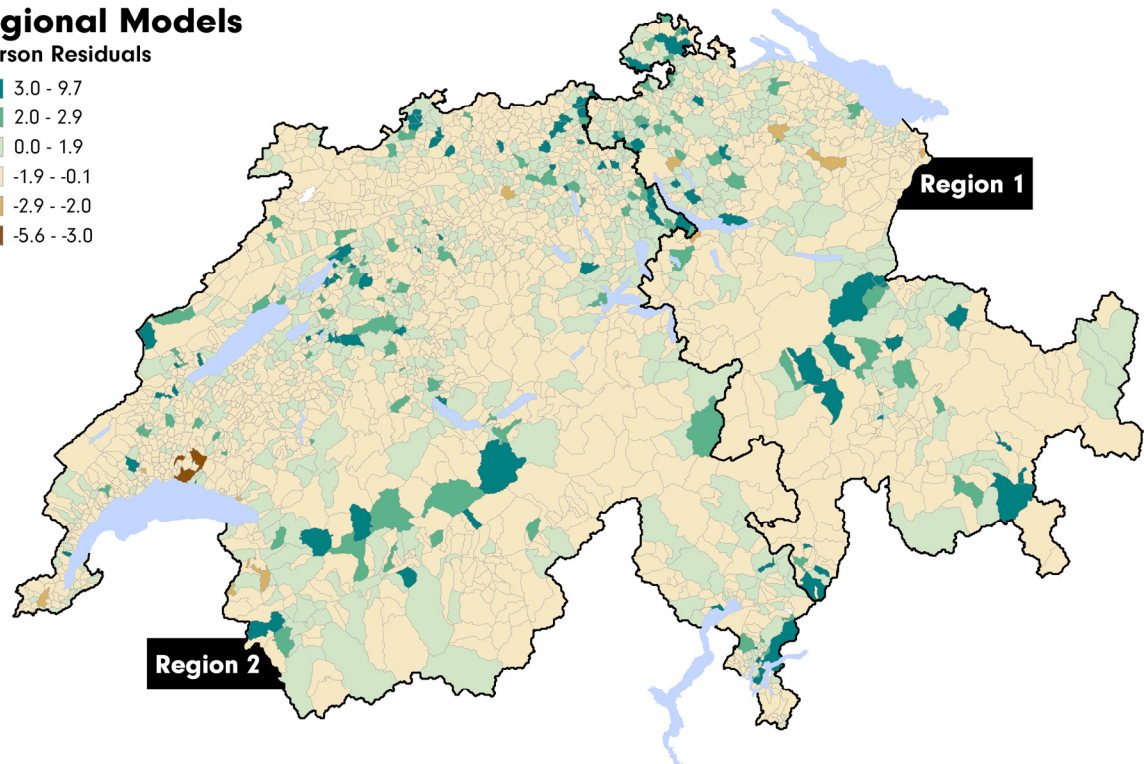 gional Models
rson Residuals
3.0 - 9.7
2.0 - 2.9
0.0 - 1.9
-1.9 - -0.1
-2.9 - -2.0
-5.6 - -3.0
Region 1
Region 2